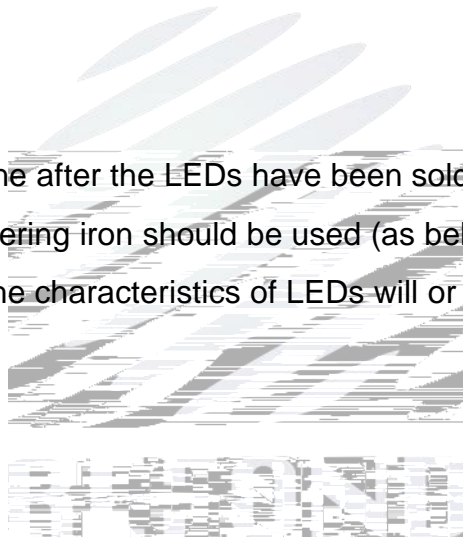 ne after the LEDs have been sold
ering iron should be used (as bel
ne characteristics of LEDs will or